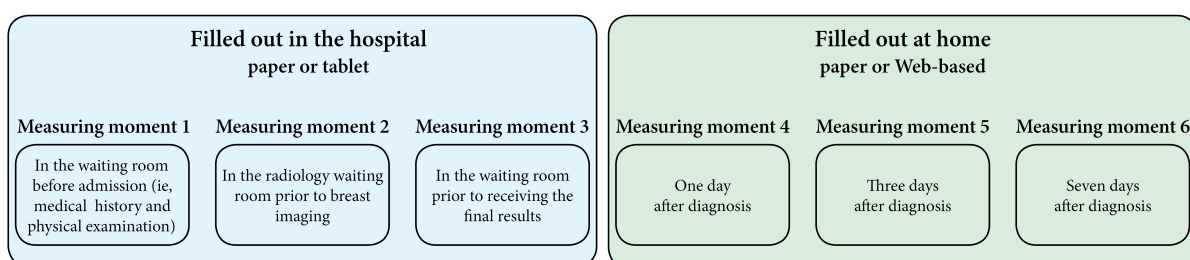 Filled out in the hospital
paper or tablet
Filled out at home
paper or Web-based
Measuring moment 1
Measuring moment 2
Measuring moment 3
Measuring moment 4
Measuring moment 5
Measuring moment 6
In the waiting room
before admission (ie,
medical history and
physical examination)
In the radiology waiting
room prior to breast
imaging
In the waiting room
prior to receiving the
final results
One day
after diagnosis
Three days
after diagnosis
Seven days
after diagnosis